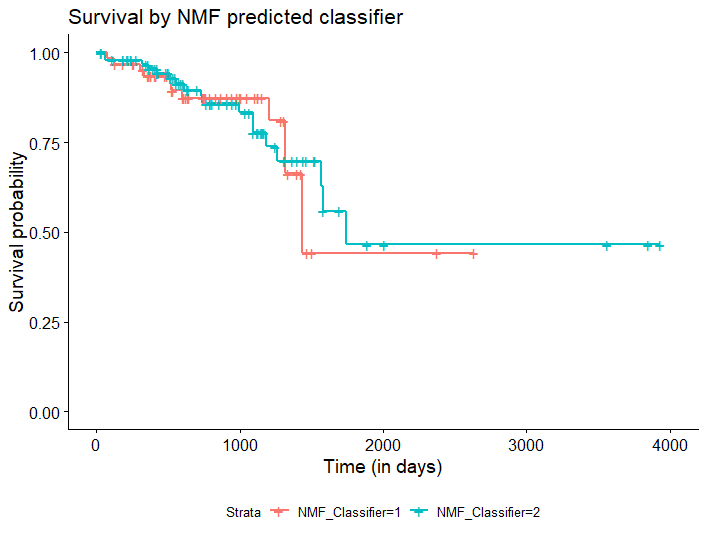 Survival by NMF predicted classifier
Survival probability
1.00
0.75
0.50
0.25
0.00
0 1000 2000 3000 4000
Time (in days)
Strata NMF_Classifier=1 NMF_Classifier=2